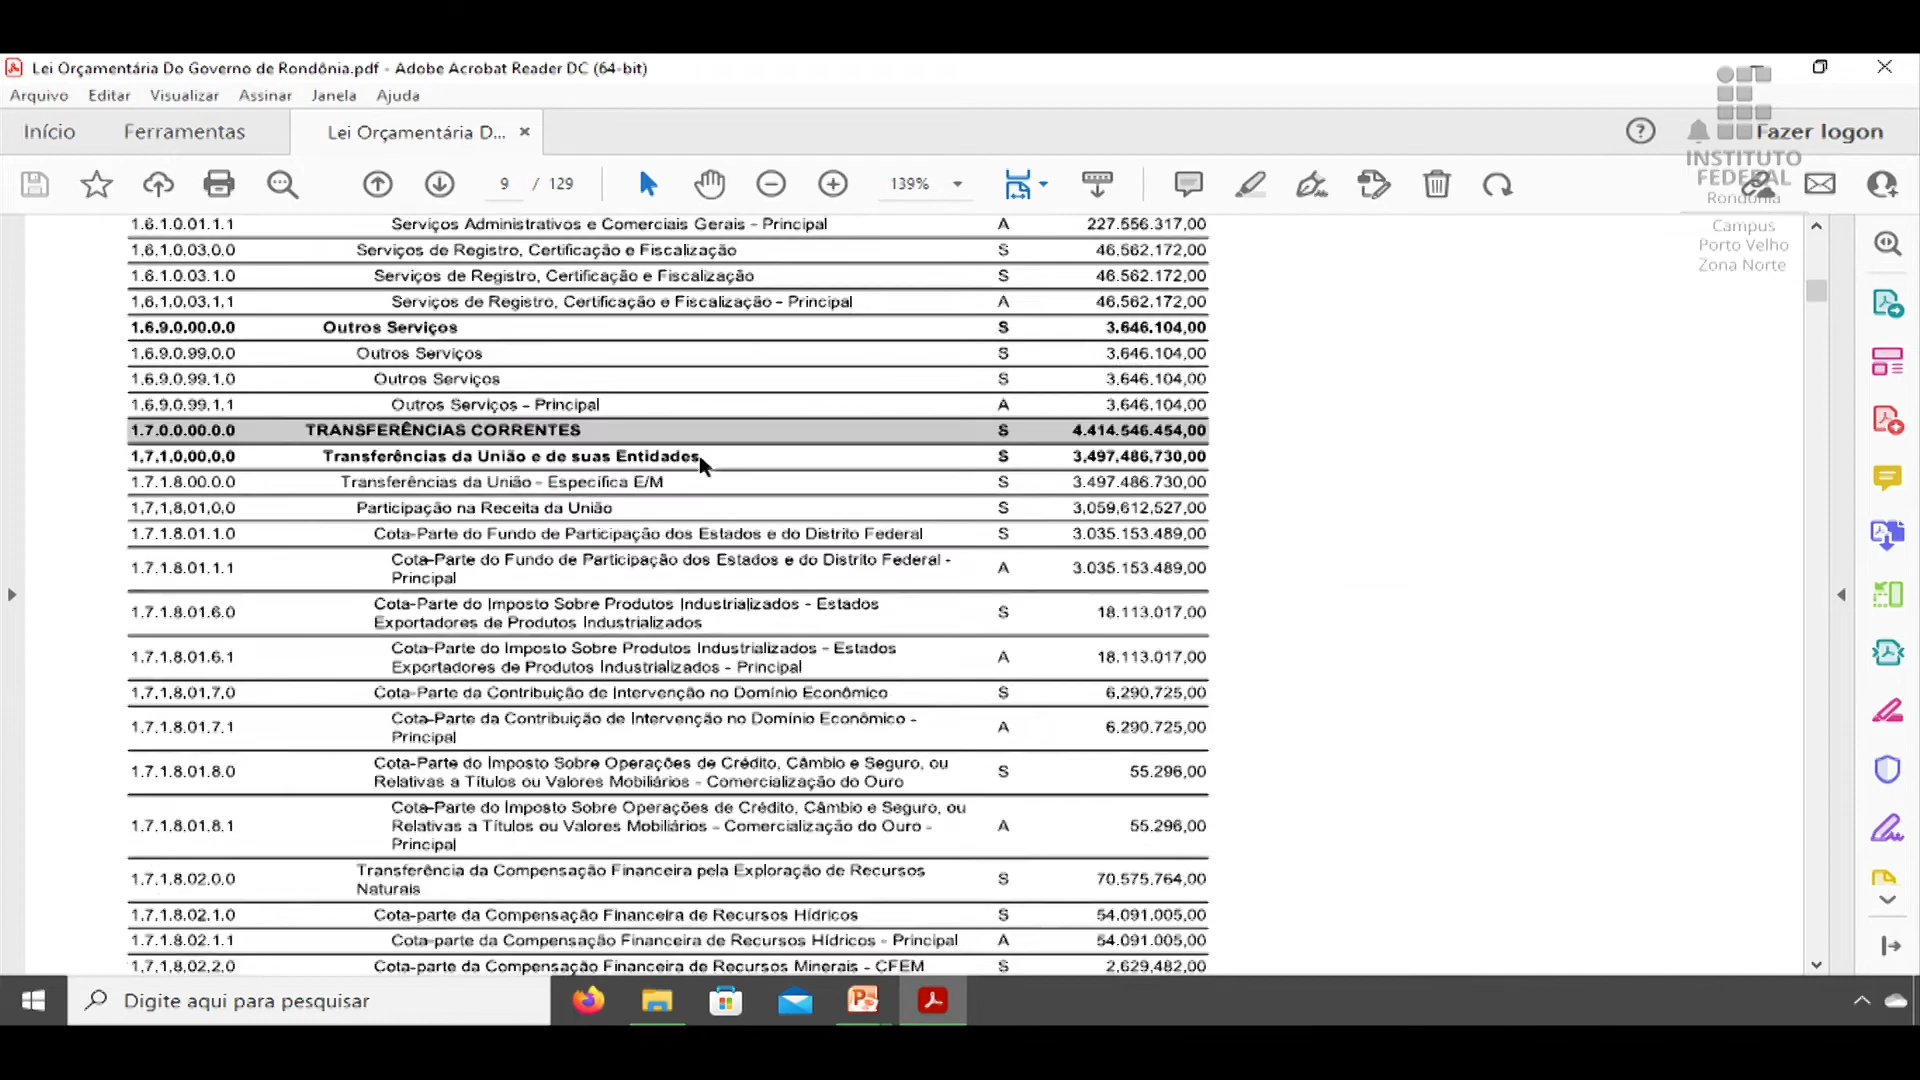 Lei Orçamentária Do Governo de Rondônia.pdf - Adobe Acrobat Reader DC (64-bit)
Arquivo Editar Visualizar Assinar Janela Ajuda
Início Ferramentas Lei Orçamentária D... × Fazer logon
9 / 129 139%
INSTITUTO
FEDERAL
Rondônia
Campus
Porto Velho
Zona Norte
1.6.1.0.01.1.1 Serviços Administrativos e Comerciais Gerais - Principal A 227.556.317,00
1.6.1.0.03.0.0 Serviços de Registro, Certificação e Fiscalização S 46.562.172,00
1.6.1.0.03.1.0 Serviços de Registro, Certificação e Fiscalização S 46.562.172,00
1.6.1.0.03.1.1 Serviços de Registro, Certificação e Fiscalização - Principal A 46.562.172,00
1.6.9.0.00.0.0 Outros Serviços S 3.646.104,00
1.6.9.0.99.0.0 Outros Serviços S 3.646.104,00
1.6.9.0.99.1.0 Outros Serviços S 3.646.104,00
1.6.9.0.99.1.1 Outros Serviços - Principal A 3.646.104,00
1.7.0.0.00.0.0 TRANSFERÊNCIAS CORRENTES S 4.414.546.454,00
1.7.1.0.00.0.0 Transferências da União e de suas Entidades S 3.497.486.730,00
1.7.1.8.00.0.0 Transferências da União - Específica E/M S 3.497.486.730,00
1.7.1.8.01.0.0 Participação na Receita da União S 3.059.612.527,00
1.7.1.8.01.1.0 Cota-Parte do Fundo de Participação dos Estados e do Distrito Federal S 3.035.153.489,00
1.7.1.8.01.1.1 Cota-Parte do Fundo de Participação dos Estados e do Distrito Federal - A 3.035.153.489,00
Principal
1.7.1.8.01.6.0 Cota-Parte do Imposto Sobre Produtos Industrializados - Estados S 18.113.017,00
Exportadores de Produtos Industrializados
1.7.1.8.01.6.1 Cota-Parte do Imposto Sobre Produtos Industrializados - Estados A 18.113.017,00
Exportadores de Produtos Industrializados - Principal
1.7.1.8.01.7.0 Cota-Parte da Contribuição de Intervenção no Domínio Econômico S 6.290.725,00
1.7.1.8.01.7.1 Cota-Parte da Contribuição de Intervenção no Domínio Econômico - A 6.290.725,00
Principal
1.7.1.8.01.8.0 Cota-Parte do Imposto Sobre Operações de Crédito, Câmbio e Seguro, ou S 55.296,00
Relativas a Títulos ou Valores Mobiliários - Comercialização do Ouro
1.7.1.8.01.8.1 Cota-Parte do Imposto Sobre Operações de Crédito, Câmbio e Seguro, ou A 55.296,00
Relativas a Títulos ou Valores Mobiliários - Comercialização do Ouro -
Principal
1.7.1.8.02.0.0 Transferência da Compensação Financeira pela Exploração de Recursos S 70.575.764,00
Naturais
1.7.1.8.02.1.0 Cota-parte da Compensação Financeira de Recursos Hídricos S 54.091.005,00
1.7.1.8.02.1.1 Cota-parte da Compensação Financeira de Recursos Hídricos - Principal A 54.091.005,00
1.7.1.8.02.2.0 Cota-parte da Compensação Financeira de Recursos Minerais - CFEM S 2.629.482,00
Digite aqui para pesquisar